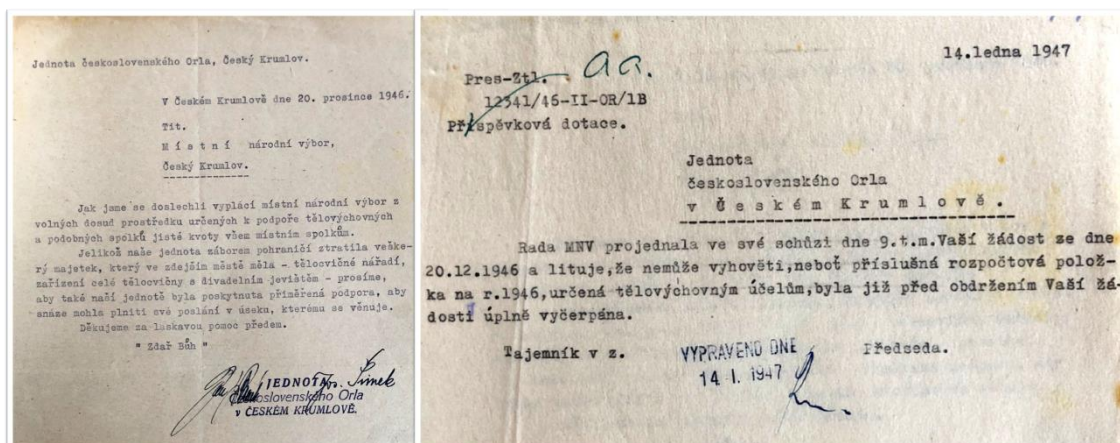 Jednota československého Orla, Český Krumlov.
V Českém Krumlově dne 20. prosince 1946.
Tit.
M í s t n í národní výbor,
Český Krumlov.
Jak jsme se doslechli vyplácí místní národní výbor z
volných dosud prostředku určených k podpoře tělovýchovných
a podobných spolků jisté kvoty všem místním spolkům.
Jelikož naše jednota záborem pohraničí ztratila veške-
rý majetek, který ve zdejším městě měla - tělocvičné nářadí,
zařízení celé tělocvičny s divadelním jevištěm - prosíme,
aby také naší jednotě byla poskytnuta přiměřená podpora, aby
snáze mohla plniti své poslání v úseku, kterému se věnuje.
Děkujeme za laskavou pomoc předem.
" Zdař Bůh "
JEDNOTA Jos. Šimek
československého Orla
v ČESKÉM KRUMLOVĚ.
14.ledna 1947
Pres-Ztl. aa.
12341/46-II-OR/1B
Příspěvková dotace.
Jednota
československého Orla
v Č e s k é m K r u m l o v ě .
Rada MNV projednala ve své schůzi dne 9.t.m.Vaší žádost ze dne
20.12.1946 a lituje,že nemůže vyhověti,neboť příslušná rozpočtová polož-
ka na r.1946,určená tělovýchovným účelům,byla již před obdržením Vaší žá-
dosti úplně vyčerpána.
Tajemník v z. VYPRAVENO DNE Předseda.
14. I. 1947